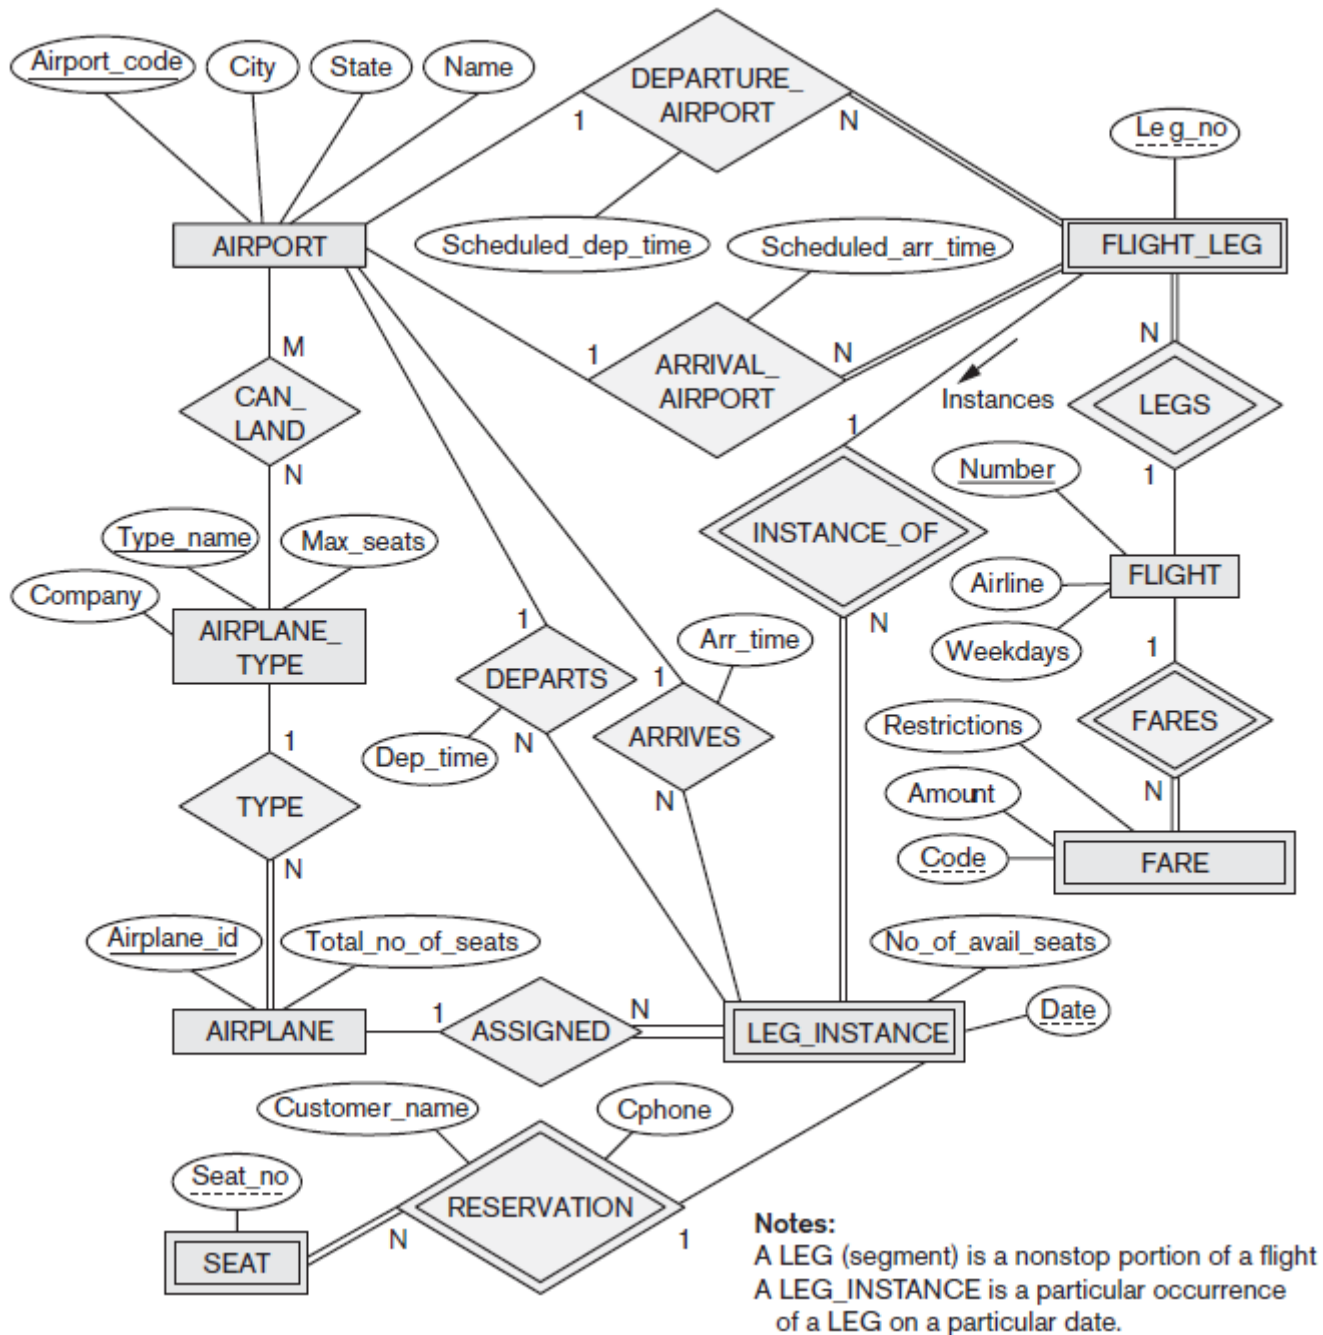 Airport_code
City
State
Name
DEPARTURE_
AIRPORT
1
N
Leg_no
Scheduled_dep_time
Scheduled_arr_time
AIRPORT
FLIGHT_LEG
M
1
ARRIVAL_
AIRPORT
N
N
CAN_
LAND
Instances
LEGS
N
1
1
Number
Type_name
Max_seats
INSTANCE_OF
Company
Airline
FLIGHT
AIRPLANE_
TYPE
1
Arr_time
N
Weekdays
1
DEPARTS
1
Restrictions
FARES
1
Dep_time
N
ARRIVES
TYPE
N
Amount
N
N
Code
FARE
Airplane_id
Total_no_of_seats
No_of_avail_seats
AIRPLANE
1
ASSIGNED
N
LEG_INSTANCE
Date
Customer_name
Cphone
Seat_no
RESERVATION
SEAT
N
1
Notes:
A LEG (segment) is a nonstop portion of a flight
A LEG_INSTANCE is a particular occurrence
of a LEG on a particular date.